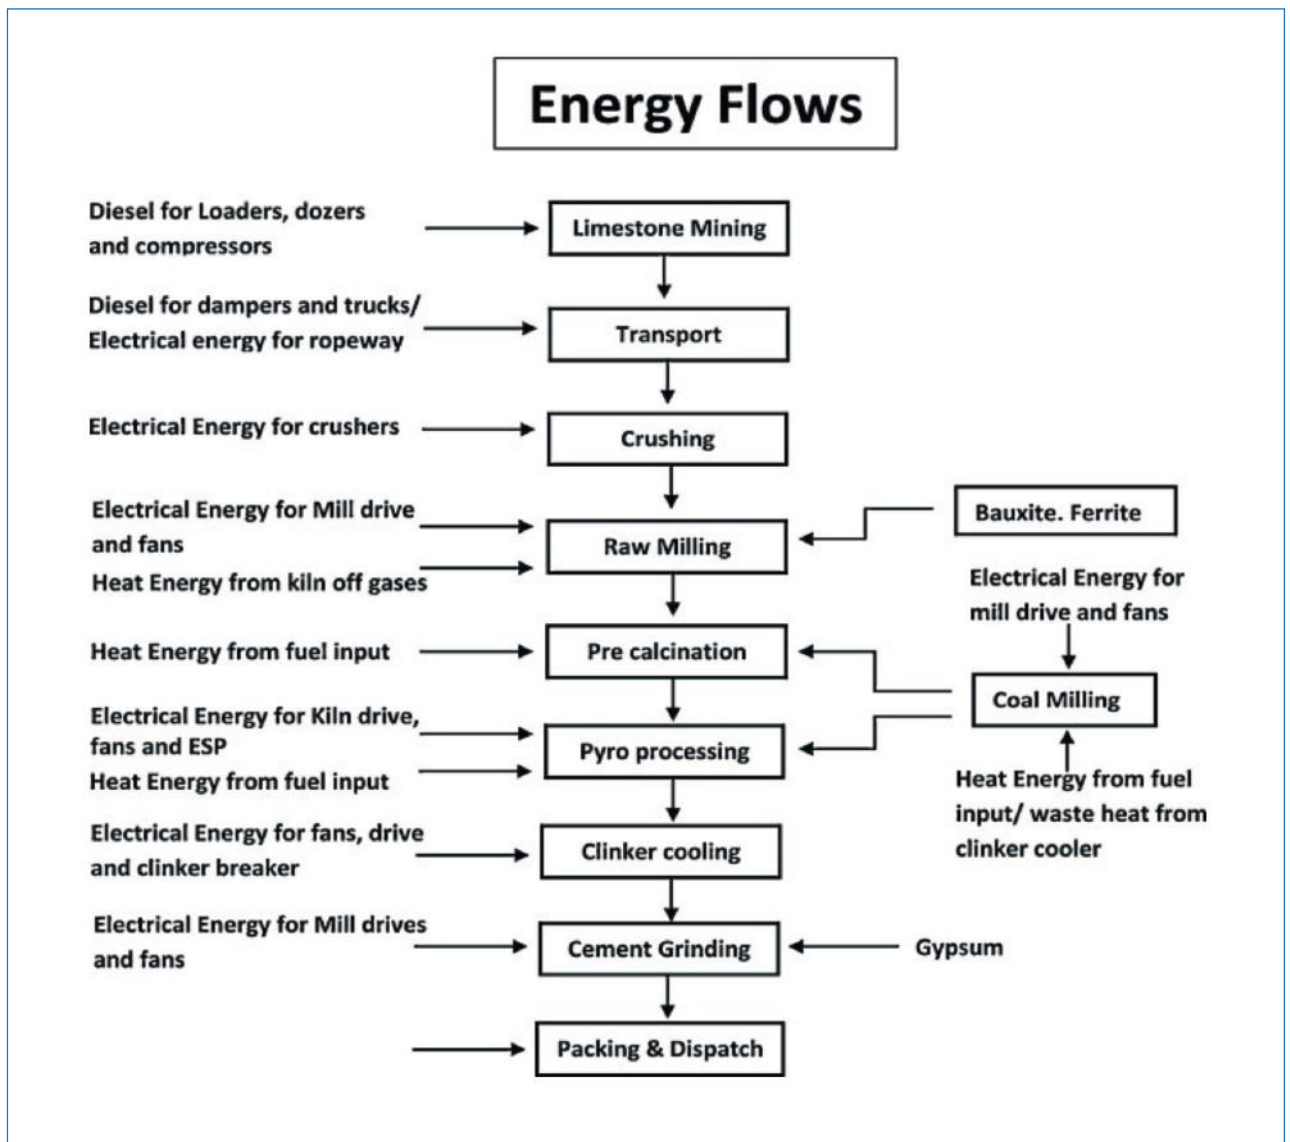 Energy Flows
Diesel for Loaders, dozers
and compressors
Limestone Mining
Diesel for dampers and trucks/
Electrical energy for ropeway
Transport
Electrical Energy for crushers
Crushing
Electrical Energy for Mill drive
and fans
Heat Energy from kiln off gases
Raw Milling
Bauxite. Ferrite
Electrical Energy for
mill drive and fans
Heat Energy from fuel input
Pre calcination
Coal Milling
Electrical Energy for Kiln drive,
fans and ESP
Heat Energy from fuel input
Pyro processing
Heat Energy from fuel
input/ waste heat from
clinker cooler
Electrical Energy for fans, drive
and clinker breaker
Clinker cooling
Electrical Energy for Mill drives
and fans
Cement Grinding
Gypsum
Packing & Dispatch